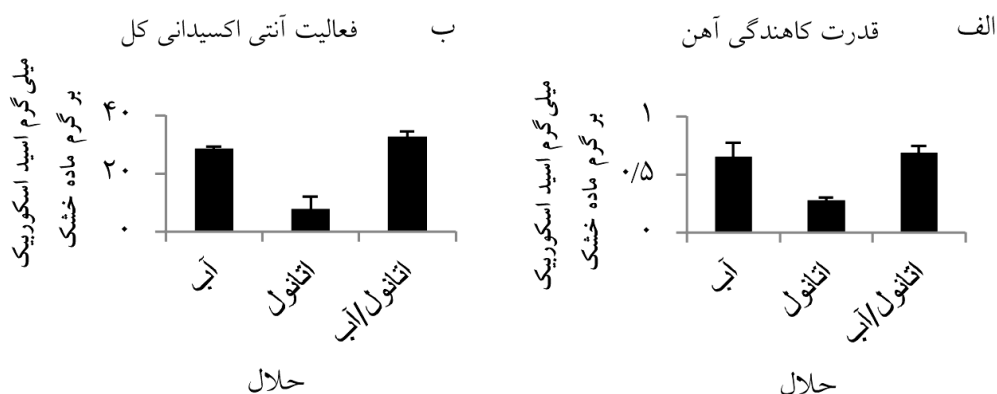 الف
قدرت کاهندگی آهن
میلی گرم اسید اسکوربیک
بر گرم ماده خشک
۱
۰/۵
۰
آب
اتانول
اتانول/آب
حلال
ب
فعالیت آنتی اکسیدانی کل
میلی گرم اسید اسکوربیک
بر گرم ماده خشک
۴۰
۲۰
۰
آب
اتانول
اتانول/آب
حلال